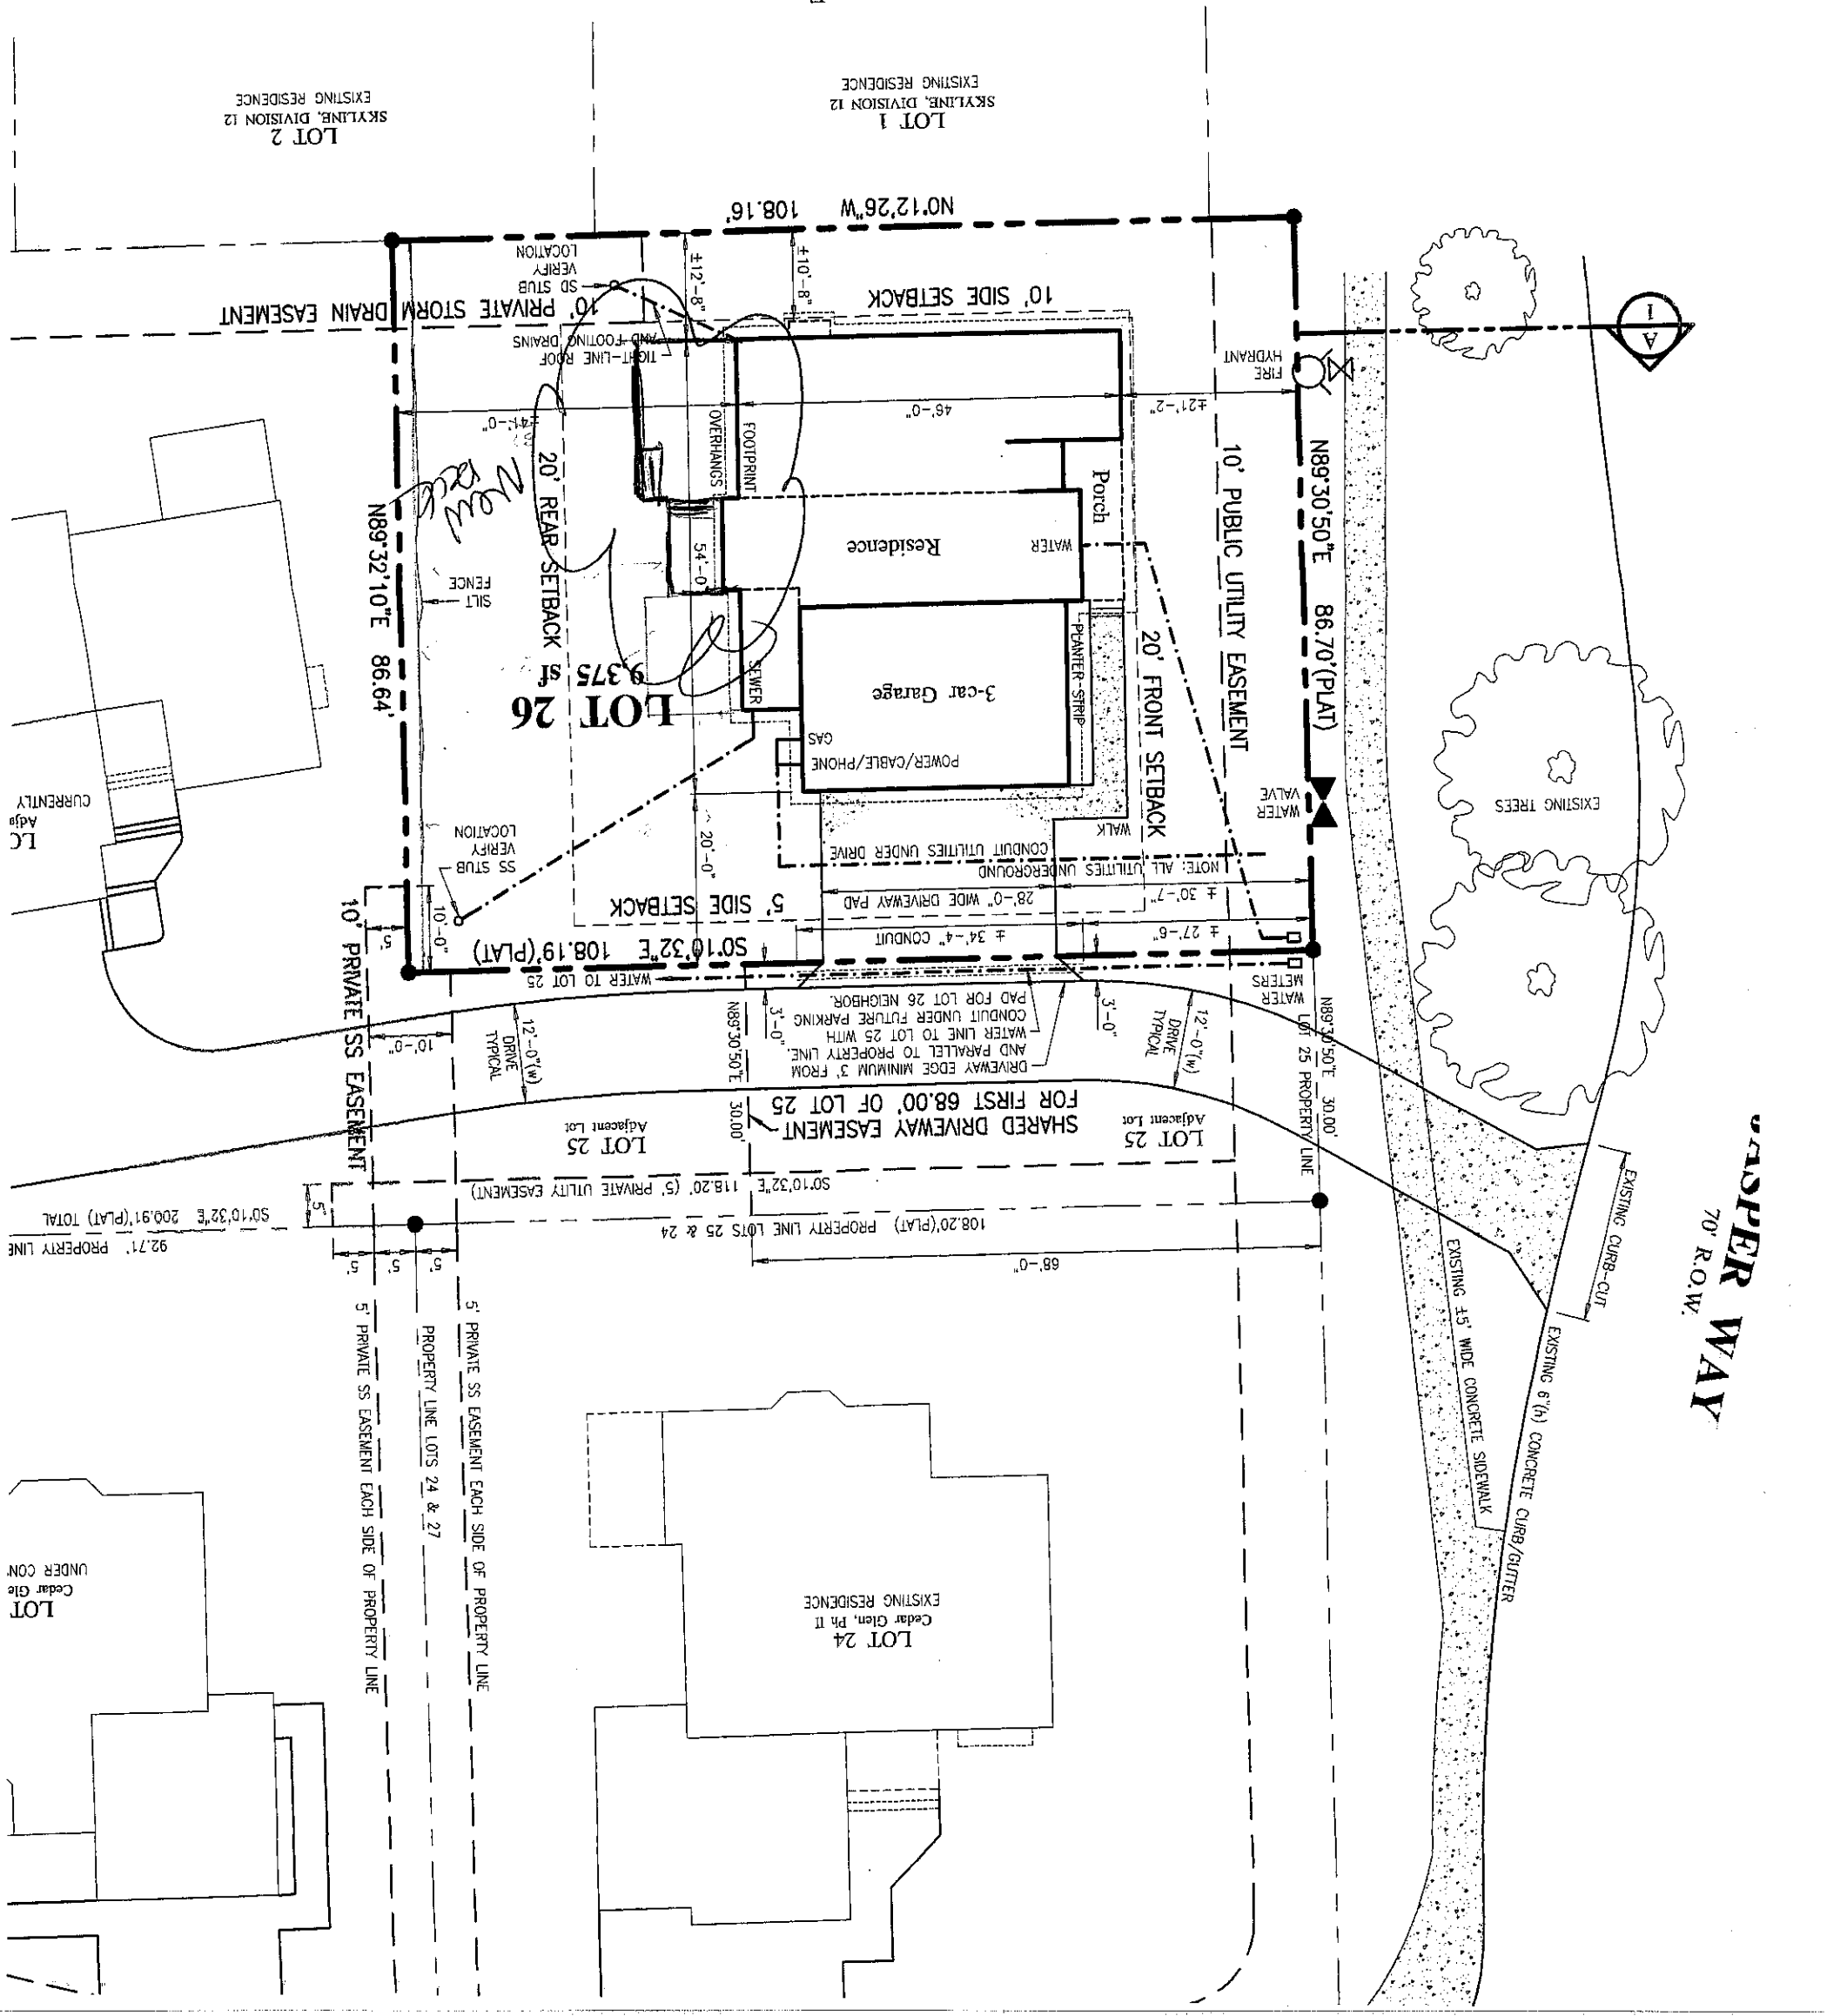 LOT 2
SKYLINE, DIVISION 12
EXISTING RESIDENCE
LOT 1
SKYLINE, DIVISION 12
EXISTING RESIDENCE
N0°12'26"W 108.16'
SD STUB
VERIFY
LOCATION
±12'-8"
±10'-8"
10' SIDE SETBACK
10' PRIVATE STORM DRAIN EASEMENT
TIGHT-LINE ROOF
AND FOOTING DRAINS
A
1
FIRE
HYDRANT
±41'-0"
46'-0"
±21'-2"
OVERHANGS
FOOTPRINT
New
Deck
20' REAR SETBACK
Porch
10' PUBLIC UTILITY EASEMENT
N89°30'50"E 86.70'(PLAT)
N89°32'10"E 86.64'
SILT
FENCE
54'-0"
Residence
WATER
LOT 26
9,375 sf
SEWER
3-car Garage
PLANTER-STRIP
20' FRONT SETBACK
GAS
POWER/CABLE/PHONE
WATER
VALVE
EXISTING TREES
CURRENTLY
SS STUB
VERIFY
LOCATION
20'-0"
WALK
CONDUIT UTILITIES UNDER DRIVE
NOTE: ALL UTILITIES UNDERGROUND
28'-0" WIDE DRIVEWAY PAD
± 30'-7"
5' SIDE SETBACK
± 34'-4" CONDUIT
± 27'-6"
10'-0"
5'
S0°10'32"E 108.19'(PLAT)
WATER TO LOT 25
WATER
METERS
10' PRIVATE SS EASEMENT
10'-0"
12'-0"(w)
DRIVE
TYPICAL
N89°30'50"E 30.00'
3'-0"
DRIVEWAY EDGE MINIMUM 3' FROM
AND PARALLEL TO PROPERTY LINE.
WATER LINE TO LOT 25 WITH
CONDUIT UNDER FUTURE PARKING
PAD FOR LOT 26 NEIGHBOR.
3'-0"
12'-0"(w)
DRIVE
TYPICAL
N89°30'50"E 30.00'
LOT 25 PROPERTY LINE
SHARED DRIVEWAY EASEMENT
FOR FIRST 68.00' OF LOT 25
LOT 25
Adjacent Lot
LOT 25
Adjacent Lot
S0°10'32"E 118.20' (5' PRIVATE UTILITY EASEMENT)
5'
S0°10'32"E 200.91'(PLAT) TOTAL
92.71' PROPERTY LINE
108.20'(PLAT) PROPERTY LINE LOTS 25 & 24
68'-0"
5'
5'
5'
EXISTING CURB-CUT
JASPER WAY
70' R.O.W.
EXISTING ±5' WIDE CONCRETE SIDEWALK
EXISTING 6"(h) CONCRETE CURB/GUTTER
5' PRIVATE SS EASEMENT EACH SIDE OF PROPERTY LINE
PROPERTY LINE LOTS 24 & 27
5' PRIVATE SS EASEMENT EACH SIDE OF PROPERTY LINE
LOT 24
Cedar Glen, Ph II
EXISTING RESIDENCE
LOT
Cedar Gle
UNDER CON